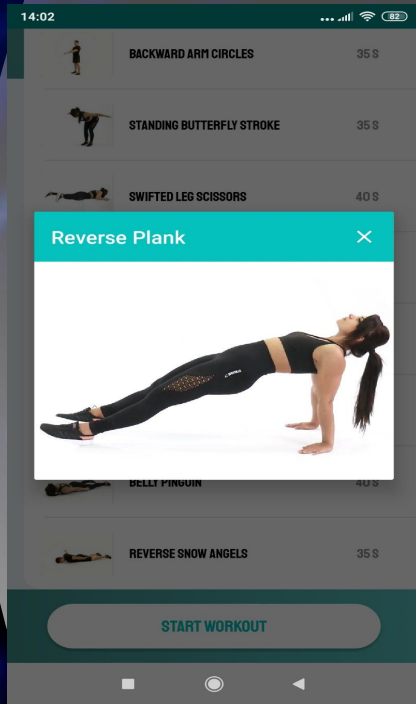 14:02
82
BACKWARD ARM CIRCLES 35 S
STANDING BUTTERFLY STROKE 35 S
SWIFTED LEG SCISSORS 40 S
Reverse Plank
BELLY PINGUIN 40 S
REVERSE SNOW ANGELS 35 S
START WORKOUT